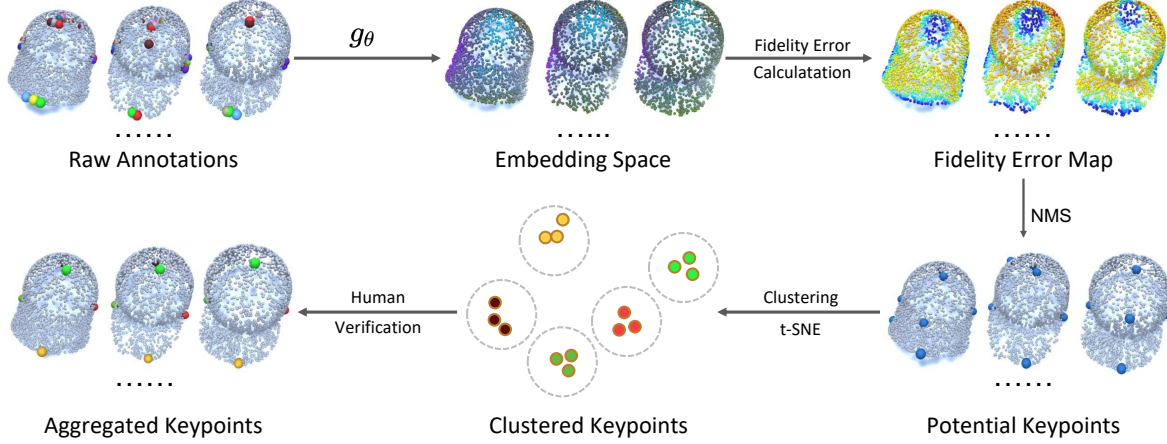 g_θ
Fidelity Error
Calculatation
......
......
......
Raw Annotations
Embedding Space
Fidelity Error Map
NMS
Human
Verification
Clustering
t-SNE
......
......
Aggregated Keypoints
Clustered Keypoints
Potential Keypoints